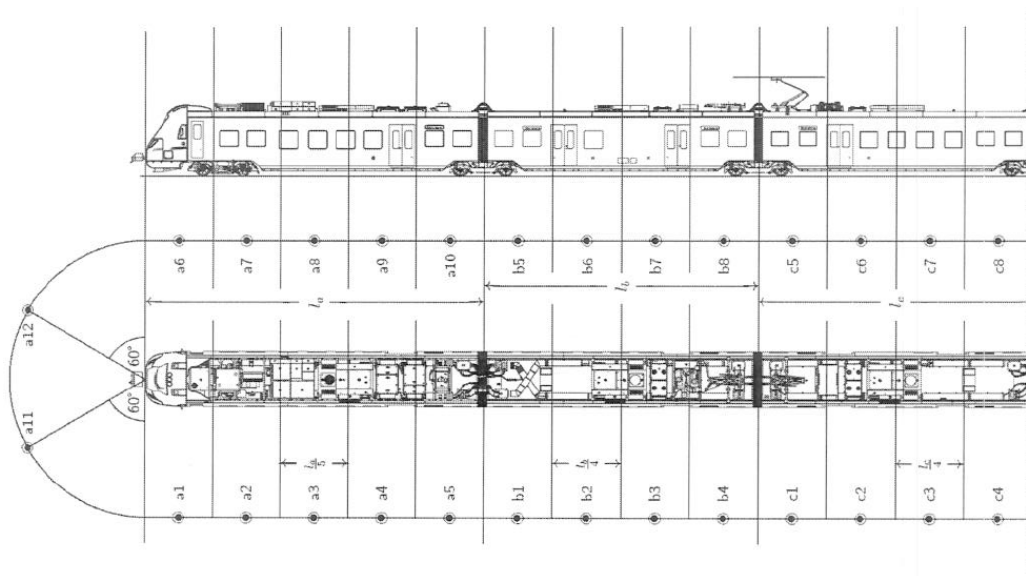 a6 a7 a8 a9 a10 b5 b6 b7 b8 c5 c6 c7 c8
l_b
l_a l_c
a12
60°
60°
a11
l_a/5 l_b/4 l_c/4
a1 a2 a3 a4 a5 b1 b2 b3 b4 c1 c2 c3 c4